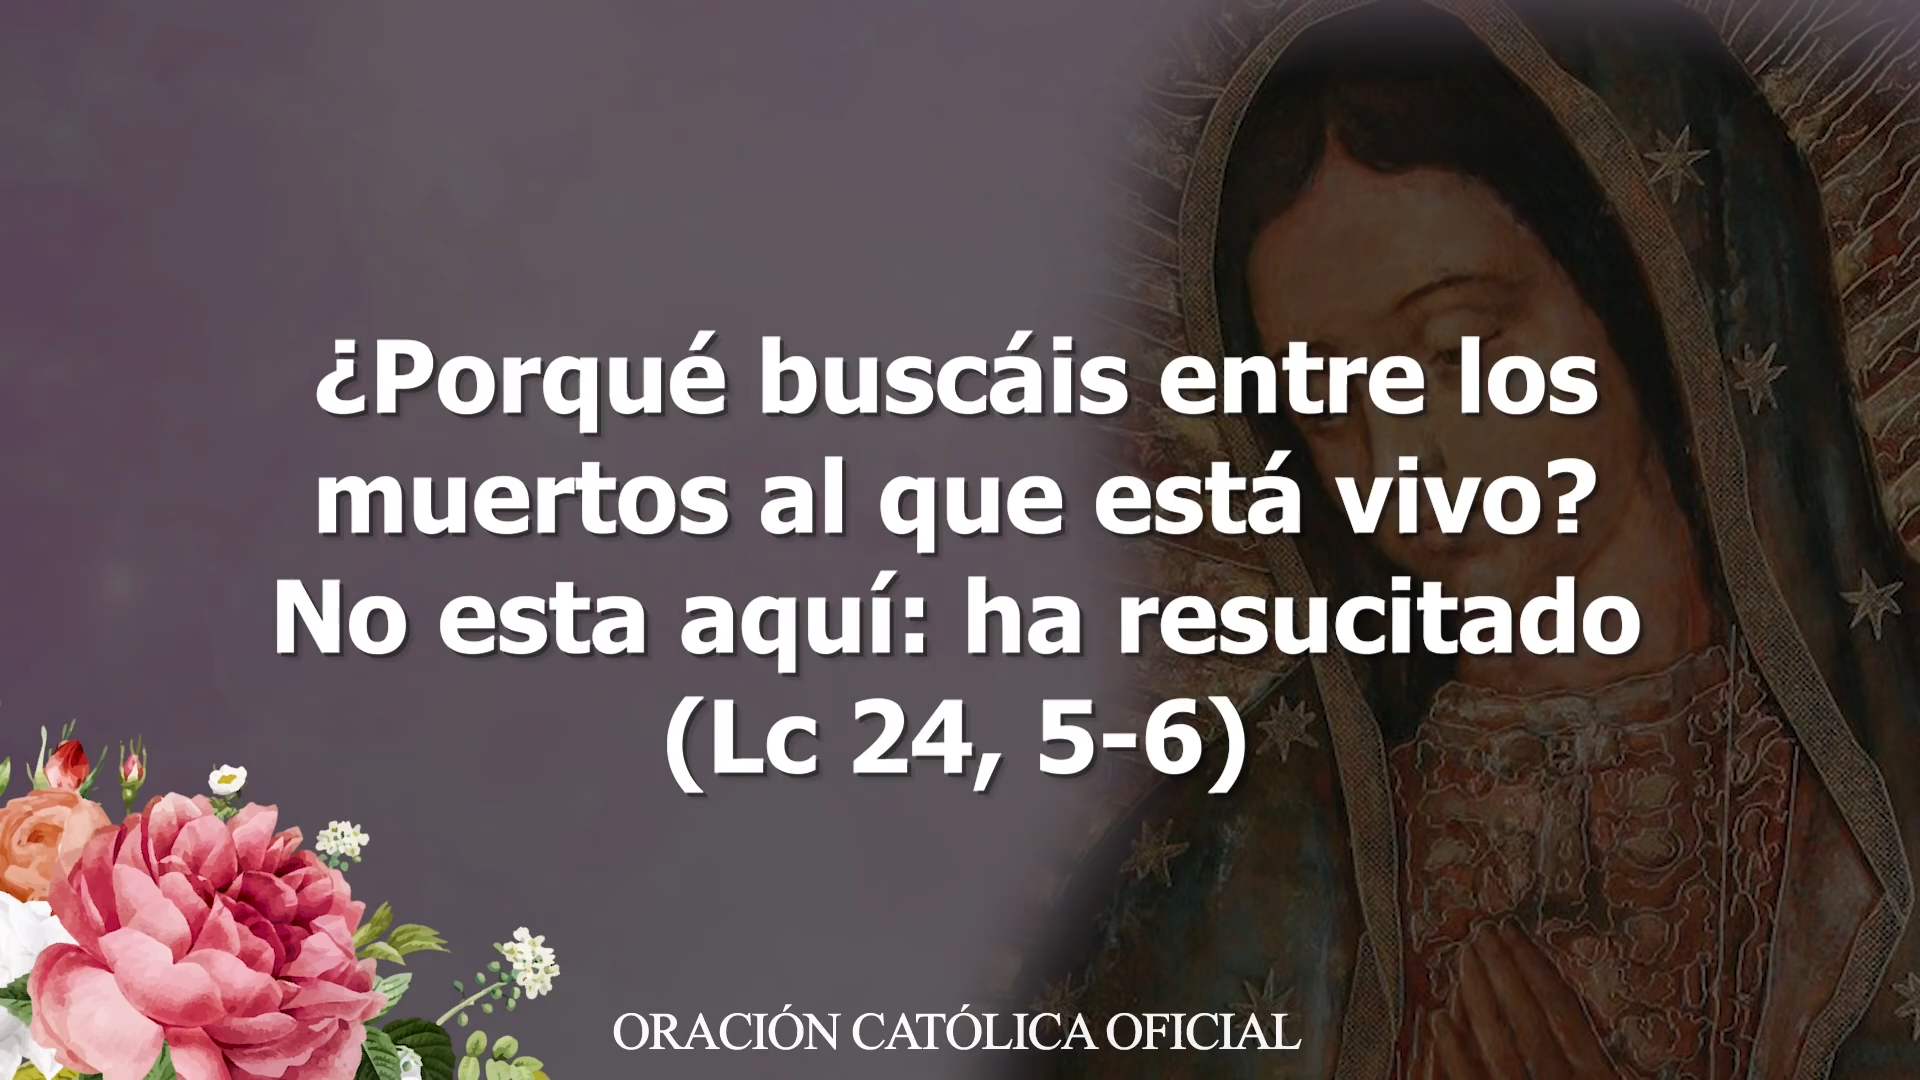 ¿Porqué buscáis entre los
muertos al que está vivo?
No esta aquí: ha resucitado
(Lc 24, 5-6)
ORACIÓN CATÓLICA OFICIAL